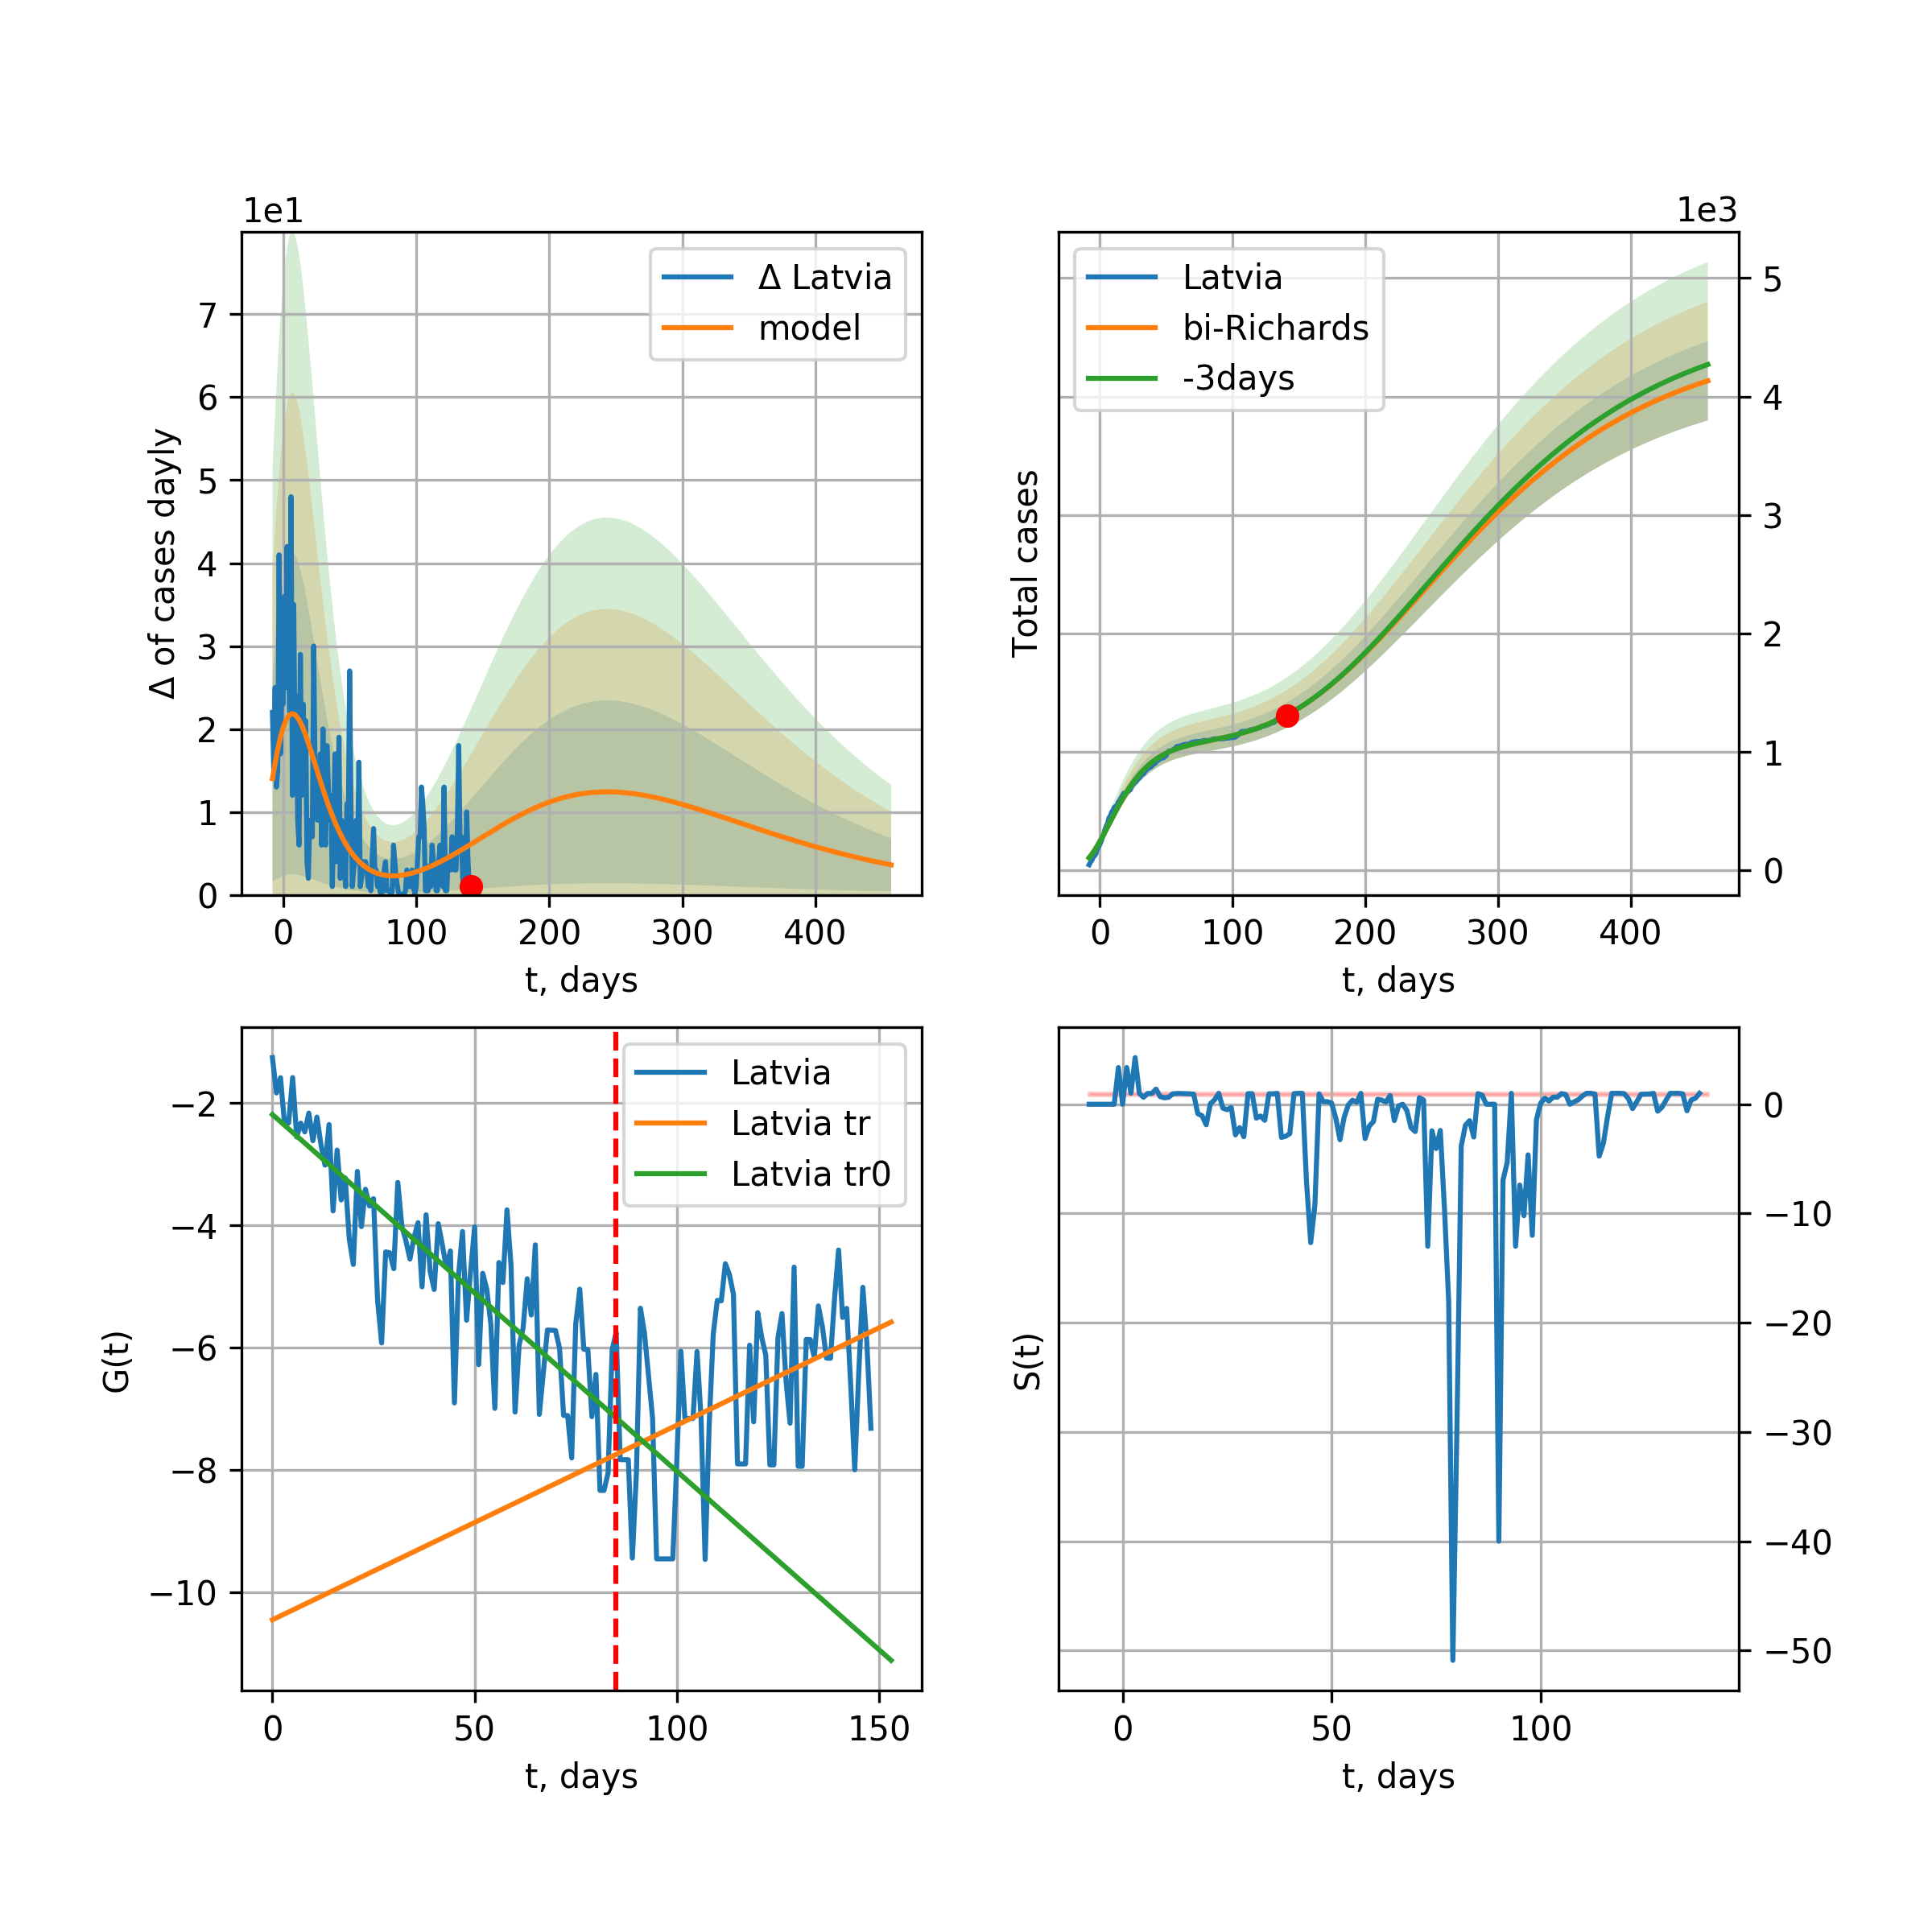 1e1
Δ of cases dayly
7
6
5
4
3
2
1
0
0 100 200 300 400
t, days
Δ Latvia
model
1e3
Total cases
5
4
3
2
1
0
0 100 200 300 400
t, days
Latvia
bi-Richards
-3days
G(t)
−2
−4
−6
−8
−10
0 50 100 150
t, days
Latvia
Latvia tr
Latvia tr0
S(t)
0
−10
−20
−30
−40
−50
0 50 100
t, days